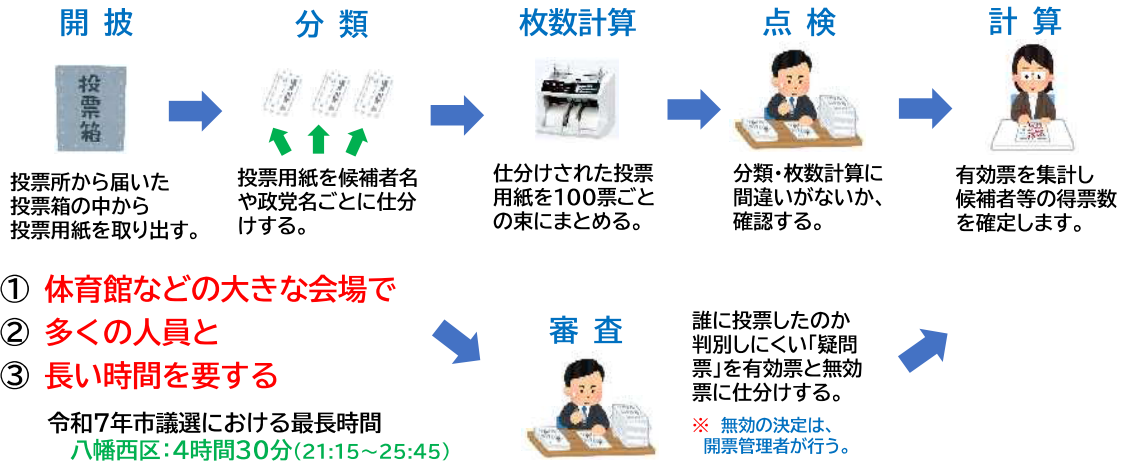 開披
投票箱
投票所から届いた
投票箱の中から
投票用紙を取り出す。
分類
投票用紙を候補者名
や政党名ごとに仕分
けする。
枚数計算
仕分けされた投票
用紙を100票ごと
の束にまとめる。
点検
分類・枚数計算に
間違いがないか、
確認する。
計算
有効票を集計し
候補者等の得票数
を確定します。
① 体育館などの大きな会場で
② 多くの人員と
③ 長い時間を要する
令和7年市議選における最長時間
八幡西区：4時間30分(21:15～25:45)
審査
誰に投票したのか
判別しにくい「疑問
票」を有効票と無効
票に仕分けする。
※ 無効の決定は、
開票管理者が行う。